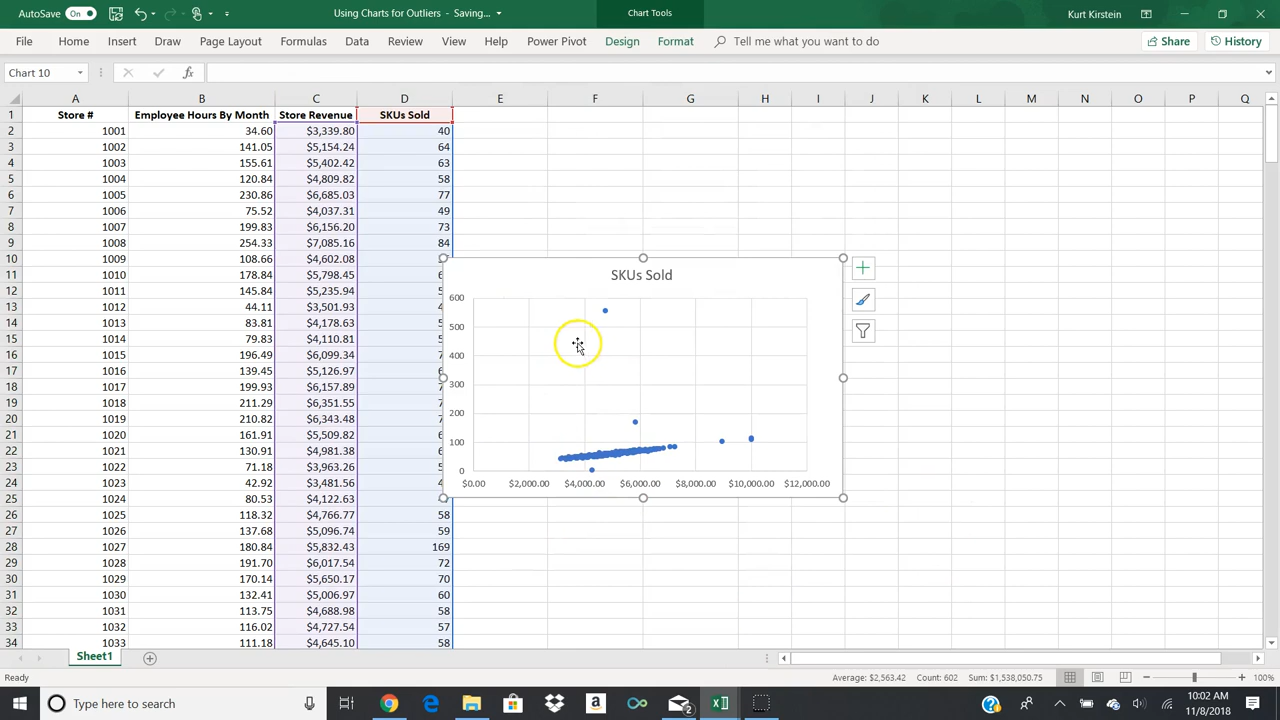 AutoSave On Using Charts for Outliers - Saving... Chart Tools Kurt Kirstein
File Home Insert Draw Page Layout Formulas Data Review View Help Power Pivot Design Format Tell me what you want to do Share History
Chart 10 fx
A B C D E F G H I J K L M N O P Q
1 Store # Employee Hours By Month Store Revenue SKUs Sold
2 1001 34.60 $3,339.80 40
3 1002 141.05 $5,154.24 64
4 1003 155.61 $5,402.42 63
5 1004 120.84 $4,809.82 58
6 1005 230.86 $6,685.03 77
7 1006 75.52 $4,037.31 49
8 1007 199.83 $6,156.20 73
9 1008 254.33 $7,085.16 84
10 1009 108.66 $4,602.08
11 1010 178.84 $5,798.45
12 1011 145.84 $5,235.94
13 1012 44.11 $3,501.93
14 1013 83.81 $4,178.63
15 1014 79.83 $4,110.81
16 1015 196.49 $6,099.34
17 1016 139.45 $5,126.97
18 1017 199.93 $6,157.89
19 1018 211.29 $6,351.55
20 1019 210.82 $6,343.48
21 1020 161.91 $5,509.82
22 1021 130.91 $4,981.38
23 1022 71.18 $3,963.26
24 1023 42.92 $3,481.56
25 1024 80.53 $4,122.63
26 1025 118.32 $4,766.77 58
27 1026 137.68 $5,096.74 59
28 1027 180.84 $5,832.43 169
29 1028 191.70 $6,017.54 72
30 1029 170.14 $5,650.17 70
31 1030 132.41 $5,006.97 60
32 1031 113.75 $4,688.98 58
33 1032 116.02 $4,727.54 57
34 1033 111.18 $4,645.10 58
SKUs Sold
600
500
400
300
200
100
0
$0.00 $2,000.00 $4,000.00 $6,000.00 $8,000.00 $10,000.00 $12,000.00
Sheet1
Ready Average: $2,563.42 Count: 602 Sum: $1,538,050.75 100%
Type here to search 2 10:02 AM
11/8/2018